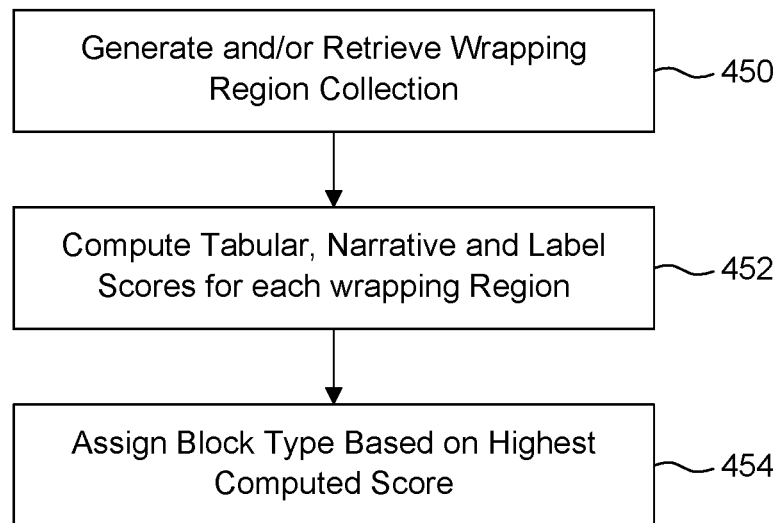 Generate and/or Retrieve Wrapping
Region Collection
450
Compute Tabular, Narrative and Label
Scores for each wrapping Region
452
Assign Block Type Based on Highest
Computed Score
454